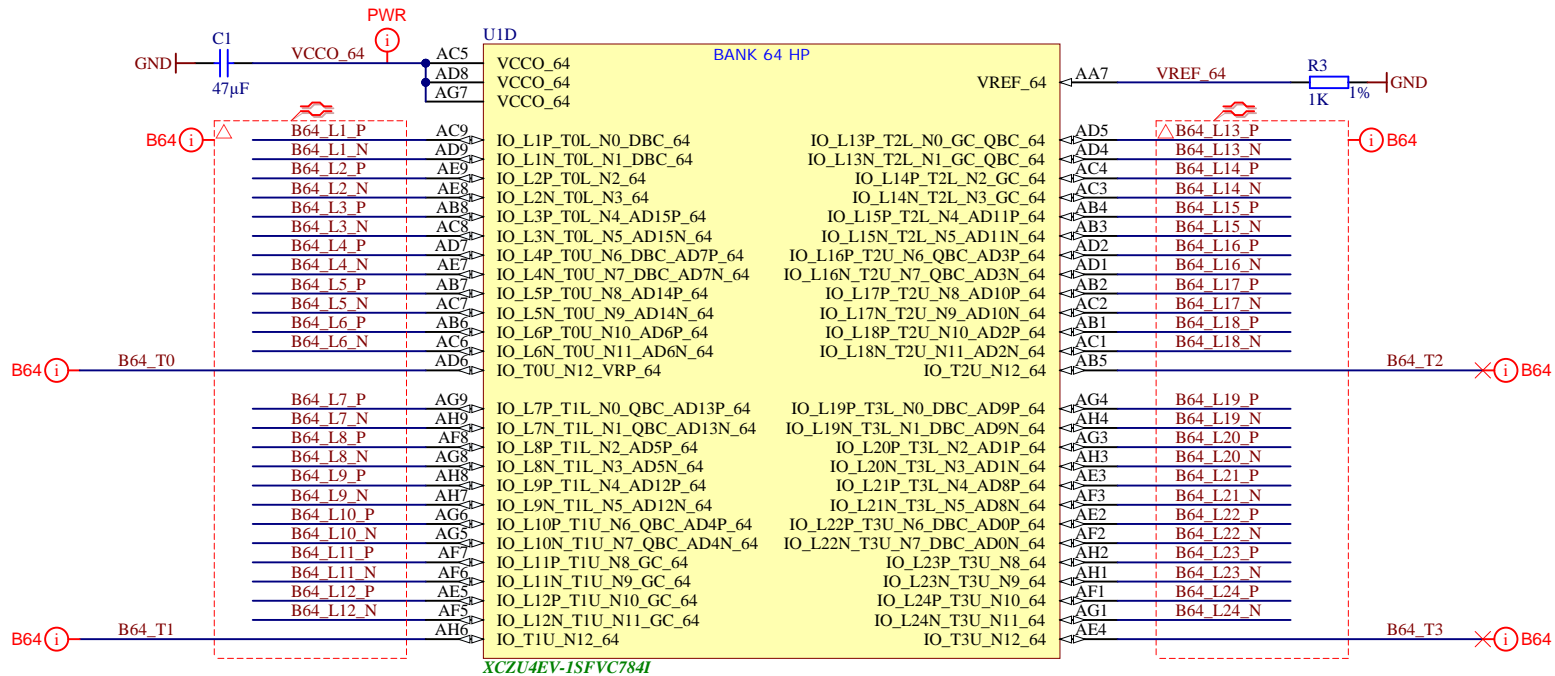 PWR
C1
GND
47µF
VCCO_64
U1D
BANK 64 HP
AC5 VCCO_64
AD8 VCCO_64
AG7 VCCO_64
VREF_64 AA7 VREF_64
R3
1K
1%
GND
B64 i
i B64
B64_L1_P AC9 IO_L1P_T0L_N0_DBC_64
B64_L1_N AD9 IO_L1N_T0L_N1_DBC_64
B64_L2_P AE9 IO_L2P_T0L_N2_64
B64_L2_N AE8 IO_L2N_T0L_N3_64
B64_L3_P AB8 IO_L3P_T0L_N4_AD15P_64
B64_L3_N AC8 IO_L3N_T0L_N5_AD15N_64
B64_L4_P AD7 IO_L4P_T0U_N6_DBC_AD7P_64
B64_L4_N AE7 IO_L4N_T0U_N7_DBC_AD7N_64
B64_L5_P AB7 IO_L5P_T0U_N8_AD14P_64
B64_L5_N AC7 IO_L5N_T0U_N9_AD14N_64
B64_L6_P AB6 IO_L6P_T0U_N10_AD6P_64
B64_L6_N AC6 IO_L6N_T0U_N11_AD6N_64
B64 i B64_T0 AD6 IO_T0U_N12_VRP_64
B64_L7_P AG9 IO_L7P_T1L_N0_QBC_AD13P_64
B64_L7_N AH9 IO_L7N_T1L_N1_QBC_AD13N_64
B64_L8_P AF8 IO_L8P_T1L_N2_AD5P_64
B64_L8_N AG8 IO_L8N_T1L_N3_AD5N_64
B64_L9_P AH8 IO_L9P_T1L_N4_AD12P_64
B64_L9_N AH7 IO_L9N_T1L_N5_AD12N_64
B64_L10_P AG6 IO_L10P_T1U_N6_QBC_AD4P_64
B64_L10_N AG5 IO_L10N_T1U_N7_QBC_AD4N_64
B64_L11_P AF7 IO_L11P_T1U_N8_GC_64
B64_L11_N AF6 IO_L11N_T1U_N9_GC_64
B64_L12_P AE5 IO_L12P_T1U_N10_GC_64
B64_L12_N AF5 IO_L12N_T1U_N11_GC_64
B64 i B64_T1 AH6 IO_T1U_N12_64
IO_L13P_T2L_N0_GC_QBC_64 AD5 B64_L13_P
IO_L13N_T2L_N1_GC_QBC_64 AD4 B64_L13_N
IO_L14P_T2L_N2_GC_64 AC4 B64_L14_P
IO_L14N_T2L_N3_GC_64 AC3 B64_L14_N
IO_L15P_T2L_N4_AD11P_64 AB4 B64_L15_P
IO_L15N_T2L_N5_AD11N_64 AB3 B64_L15_N
IO_L16P_T2U_N6_QBC_AD3P_64 AD2 B64_L16_P
IO_L16N_T2U_N7_QBC_AD3N_64 AD1 B64_L16_N
IO_L17P_T2U_N8_AD10P_64 AB2 B64_L17_P
IO_L17N_T2U_N9_AD10N_64 AC2 B64_L17_N
IO_L18P_T2U_N10_AD2P_64 AB1 B64_L18_P
IO_L18N_T2U_N11_AD2N_64 AC1 B64_L18_N
IO_T2U_N12_64 AB5 B64_T2 i B64
IO_L19P_T3L_N0_DBC_AD9P_64 AG4 B64_L19_P
IO_L19N_T3L_N1_DBC_AD9N_64 AH4 B64_L19_N
IO_L20P_T3L_N2_AD1P_64 AG3 B64_L20_P
IO_L20N_T3L_N3_AD1N_64 AH3 B64_L20_N
IO_L21P_T3L_N4_AD8P_64 AE3 B64_L21_P
IO_L21N_T3L_N5_AD8N_64 AF3 B64_L21_N
IO_L22P_T3U_N6_DBC_AD0P_64 AE2 B64_L22_P
IO_L22N_T3U_N7_DBC_AD0N_64 AF2 B64_L22_N
IO_L23P_T3U_N8_64 AH2 B64_L23_P
IO_L23N_T3U_N9_64 AH1 B64_L23_N
IO_L24P_T3U_N10_64 AF1 B64_L24_P
IO_L24N_T3U_N11_64 AG1 B64_L24_N
IO_T3U_N12_64 AE4 B64_T3 i B64
XCZU4EV-1SFVC784I